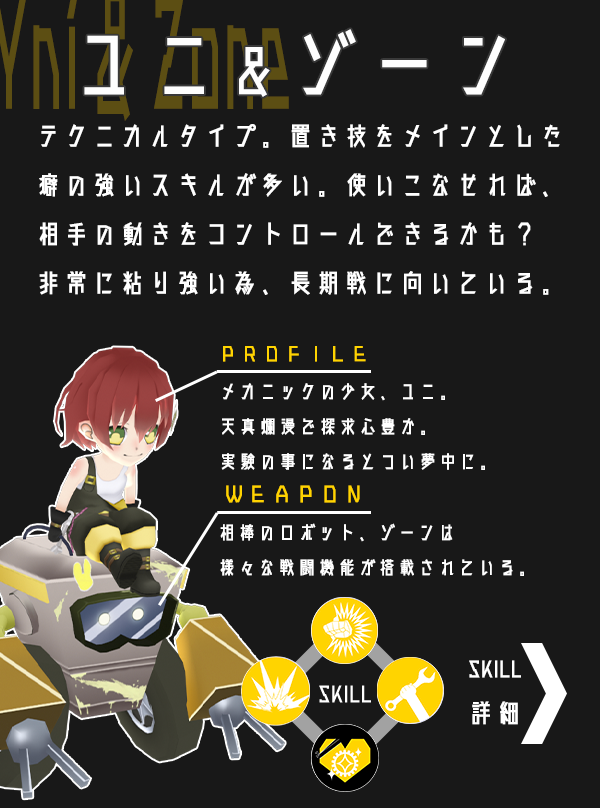 Yni & Zone
ユニ&ゾーン
テクニカルタイプ。置き技をメインとした
癖の強いスキルが多い。使いこなせれば、
相手の動きをコントロールできるかも？
非常に粘り強い為、長期戦に向いている。
PROFILE
メカニックの少女、ユニ。
天真爛漫で探求心豊か。
実験の事になるとつい夢中に。
WEAPON
相棒のロボット、ゾーンは
様々な戦闘機能が搭載されている。
SKILL
SKILL
詳細